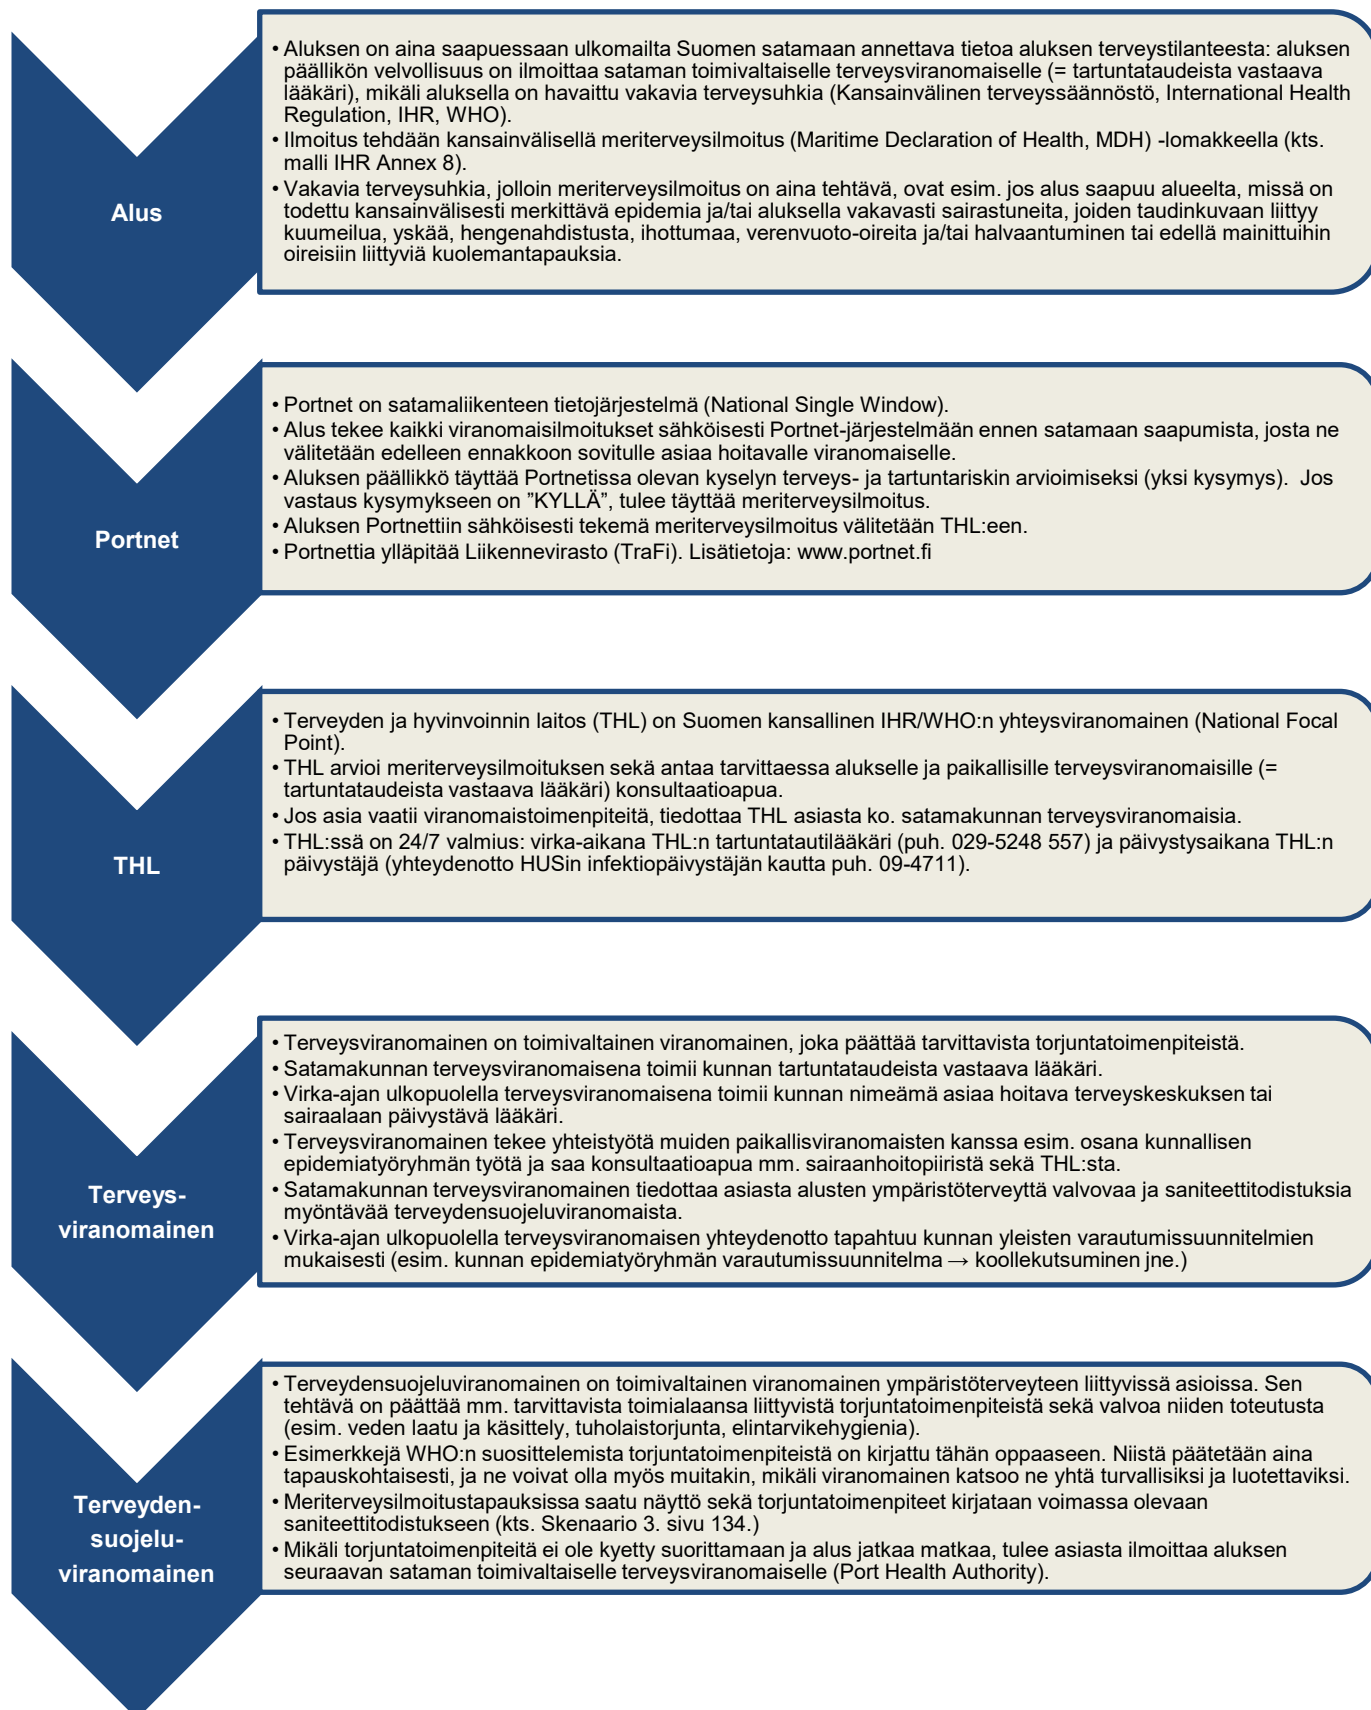 Alus
• Aluksen on aina saapuessaan ulkomailta Suomen satamaan annettava tietoa aluksen terveystilanteesta: aluksen
päällikön velvollisuus on ilmoittaa sataman toimivaltaiselle terveysviranomaiselle (= tartuntataudeista vastaava
lääkäri), mikäli aluksella on havaittu vakavia terveysuhkia (Kansainvälinen terveyssäännöstö, International Health
Regulation, IHR, WHO).
• Ilmoitus tehdään kansainvälisellä meriterveysilmoitus (Maritime Declaration of Health, MDH) -lomakkeella (kts.
malli IHR Annex 8).
• Vakavia terveysuhkia, jolloin meriterveysilmoitus on aina tehtävä, ovat esim. jos alus saapuu alueelta, missä on
todettu kansainvälisesti merkittävä epidemia ja/tai aluksella vakavasti sairastuneita, joiden taudinkuvaan liittyy
kuumeilua, yskää, hengenahdistusta, ihottumaa, verenvuoto-oireita ja/tai halvaantuminen tai edellä mainittuihin
oireisiin liittyviä kuolemantapauksia.
Portnet
• Portnet on satamaliikenteen tietojärjestelmä (National Single Window).
• Alus tekee kaikki viranomaisilmoitukset sähköisesti Portnet-järjestelmään ennen satamaan saapumista, josta ne
välitetään edelleen ennakkoon sovitulle asiaa hoitavalle viranomaiselle.
• Aluksen päällikkö täyttää Portnetissa olevan kyselyn terveys- ja tartuntariskin arvioimiseksi (yksi kysymys).  Jos
vastaus kysymykseen on ”KYLLÄ”, tulee täyttää meriterveysilmoitus.
• Aluksen Portnettiin sähköisesti tekemä meriterveysilmoitus välitetään THL:een.
• Portnettia ylläpitää Liikennevirasto (TraFi). Lisätietoja: www.portnet.fi
THL
• Terveyden ja hyvinvoinnin laitos (THL) on Suomen kansallinen IHR/WHO:n yhteysviranomainen (National Focal
Point).
• THL arvioi meriterveysilmoituksen sekä antaa tarvittaessa alukselle ja paikallisille terveysviranomaisille (=
tartuntataudeista vastaava lääkäri) konsultaatioapua.
• Jos asia vaatii viranomaistoimenpiteitä, tiedottaa THL asiasta ko. satamakunnan terveysviranomaisia.
• THL:ssä on 24/7 valmius: virka-aikana THL:n tartuntatautilääkäri (puh. 029-5248 557) ja päivystysaikana THL:n
päivystäjä (yhteydenotto HUSin infektiopäivystäjän kautta puh. 09-4711).
Terveys-
viranomainen
• Terveysviranomainen on toimivaltainen viranomainen, joka päättää tarvittavista torjuntatoimenpiteistä.
• Satamakunnan terveysviranomaisena toimii kunnan tartuntataudeista vastaava lääkäri.
• Virka-ajan ulkopuolella terveysviranomaisena toimii kunnan nimeämä asiaa hoitava terveyskeskuksen tai
sairaalaan päivystävä lääkäri.
• Terveysviranomainen tekee yhteistyötä muiden paikallisviranomaisten kanssa esim. osana kunnallisen
epidemiatyöryhmän työtä ja saa konsultaatioapua mm. sairaanhoitopiiristä sekä THL:sta.
• Satamakunnan terveysviranomainen tiedottaa asiasta alusten ympäristöterveyttä valvovaa ja saniteettitodistuksia
myöntävää terveydensuojeluviranomaista.
• Virka-ajan ulkopuolella terveysviranomaisen yhteydenotto tapahtuu kunnan yleisten varautumissuunnitelmien
mukaisesti (esim. kunnan epidemiatyöryhmän varautumissuunnitelma → koollekutsuminen jne.)
Terveyden-
suojelu-
viranomainen
• Terveydensuojeluviranomainen on toimivaltainen viranomainen ympäristöterveyteen liittyvissä asioissa. Sen
tehtävä on päättää mm. tarvittavista toimialaansa liittyvistä torjuntatoimenpiteistä sekä valvoa niiden toteutusta
(esim. veden laatu ja käsittely, tuholaistorjunta, elintarvikehygienia).
• Esimerkkejä WHO:n suosittelemista torjuntatoimenpiteistä on kirjattu tähän oppaaseen. Niistä päätetään aina
tapauskohtaisesti, ja ne voivat olla myös muitakin, mikäli viranomainen katsoo ne yhtä turvallisiksi ja luotettaviksi.
• Meriterveysilmoitustapauksissa saatu näyttö sekä torjuntatoimenpiteet kirjataan voimassa olevaan
saniteettitodistukseen (kts. Skenaario 3. sivu 134.)
• Mikäli torjuntatoimenpiteitä ei ole kyetty suorittamaan ja alus jatkaa matkaa, tulee asiasta ilmoittaa aluksen
seuraavan sataman toimivaltaiselle terveysviranomaiselle (Port Health Authority).